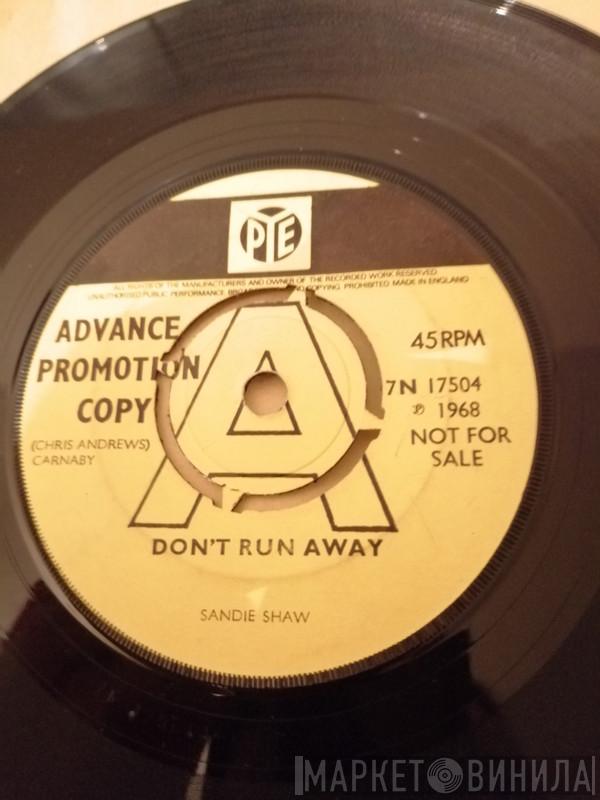 PYE
ALL RIGHTS OF THE MANUFACTURERS AND OWNER OF THE RECORDED WORK RESERVED
UNAUTHORISED PUBLIC PERFORMANCE COPYING PROHIBITED MADE IN ENGLAND
ADVANCE
PROMOTION
COPY
(CHRIS ANDREWS)
CARNABY
A
45RPM
7N 17504
℗ 1968
NOT FOR
SALE
DON'T RUN AWAY
SANDIE SHAW
МАРКЕТ ВИНИЛА